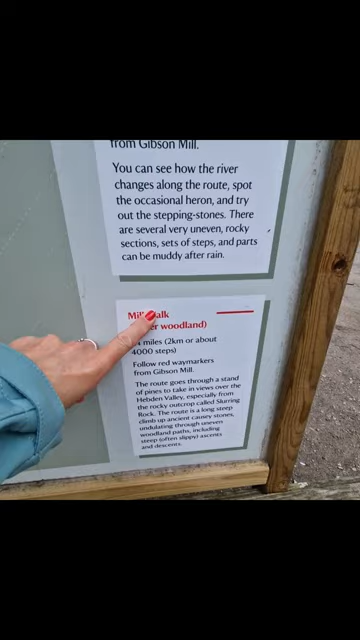 from Gibson Mill.
You can see how the river
changes along the route, spot
the occasional heron, and try
out the stepping-stones. There
are several very uneven, rocky
sections, sets of steps, and parts
can be muddy after rain.
Mill
er woodland)
miles (2km or about
4000 steps)
Follow red waymarkers
from Gibson Mill.
The route goes through a stand
of pines to take in views over the
Hebden Valley, especially from
the rocky outcrop called Slurring
Rock. The route is a long steep
climb up ancient causey stones,
undulating through uneven
woodland paths, including
steep (often slippy) ascents
and descents.